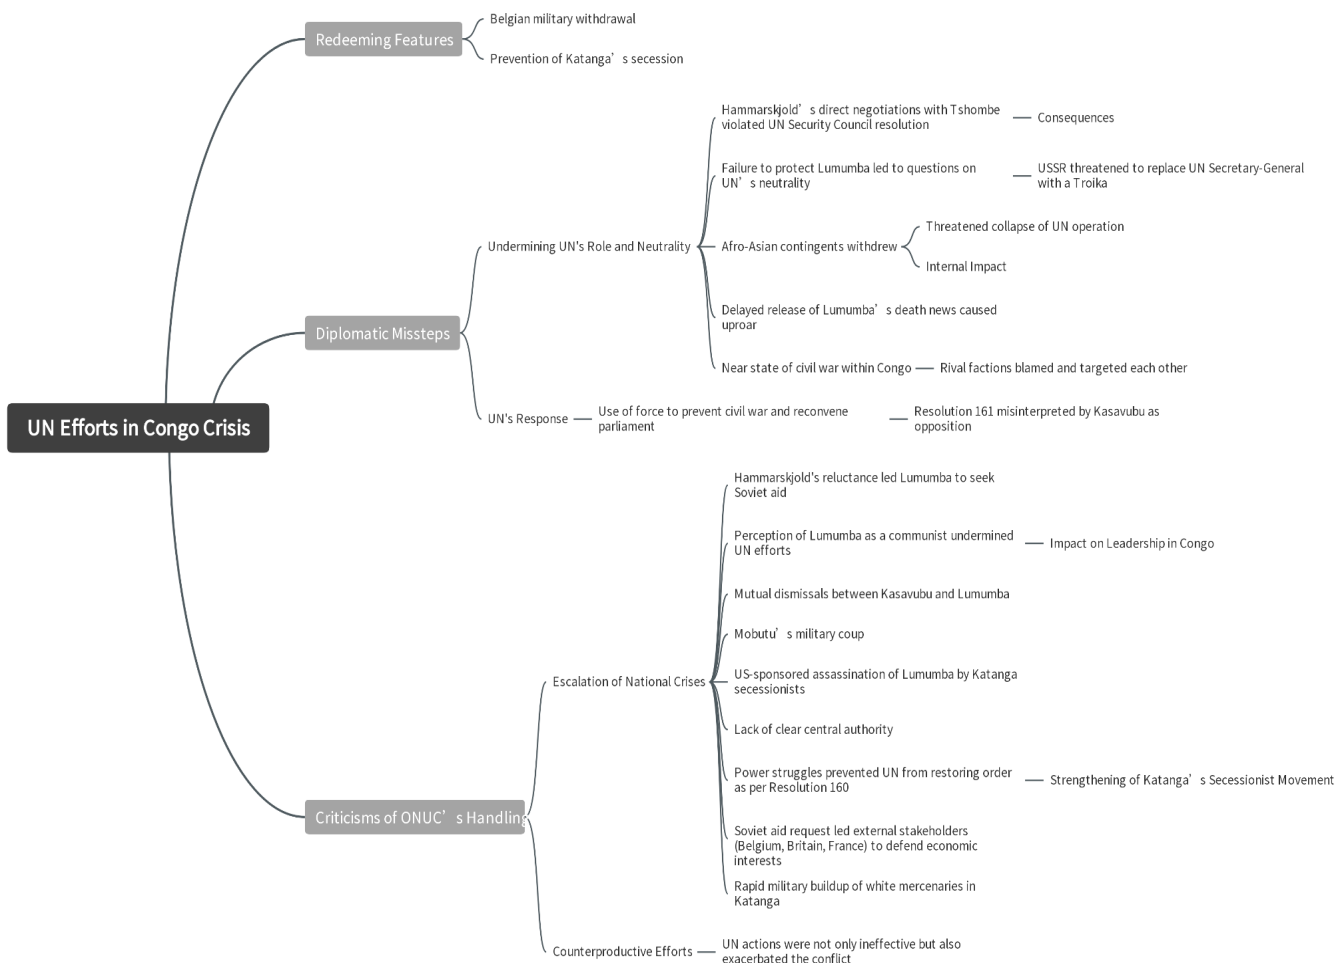 Belgian military withdrawal
Redeeming Features
Prevention of Katanga’s secession
Hammarskjold’s direct negotiations with Tshombe
violated UN Security Council resolution
Consequences
Failure to protect Lumumba led to questions on
UN’s neutrality
USSR threatened to replace UN Secretary-General
with a Troika
Undermining UN's Role and Neutrality
Afro-Asian contingents withdrew
Threatened collapse of UN operation
Internal Impact
Delayed release of Lumumba’s death news caused
uproar
Diplomatic Missteps
Near state of civil war within Congo
Rival factions blamed and targeted each other
UN's Response
Use of force to prevent civil war and reconvene
parliament
Resolution 161 misinterpreted by Kasavubu as
opposition
UN Efforts in Congo Crisis
Hammarskjold's reluctance led Lumumba to seek
Soviet aid
Perception of Lumumba as a communist undermined
UN efforts
Impact on Leadership in Congo
Mutual dismissals between Kasavubu and Lumumba
Mobutu’s military coup
Escalation of National Crises
US-sponsored assassination of Lumumba by Katanga
secessionists
Lack of clear central authority
Power struggles prevented UN from restoring order
as per Resolution 160
Strengthening of Katanga’s Secessionist Movement
Criticisms of ONUC’s Handling
Soviet aid request led external stakeholders
(Belgium, Britain, France) to defend economic
interests
Rapid military buildup of white mercenaries in
Katanga
Counterproductive Efforts
UN actions were not only ineffective but also
exacerbated the conflict